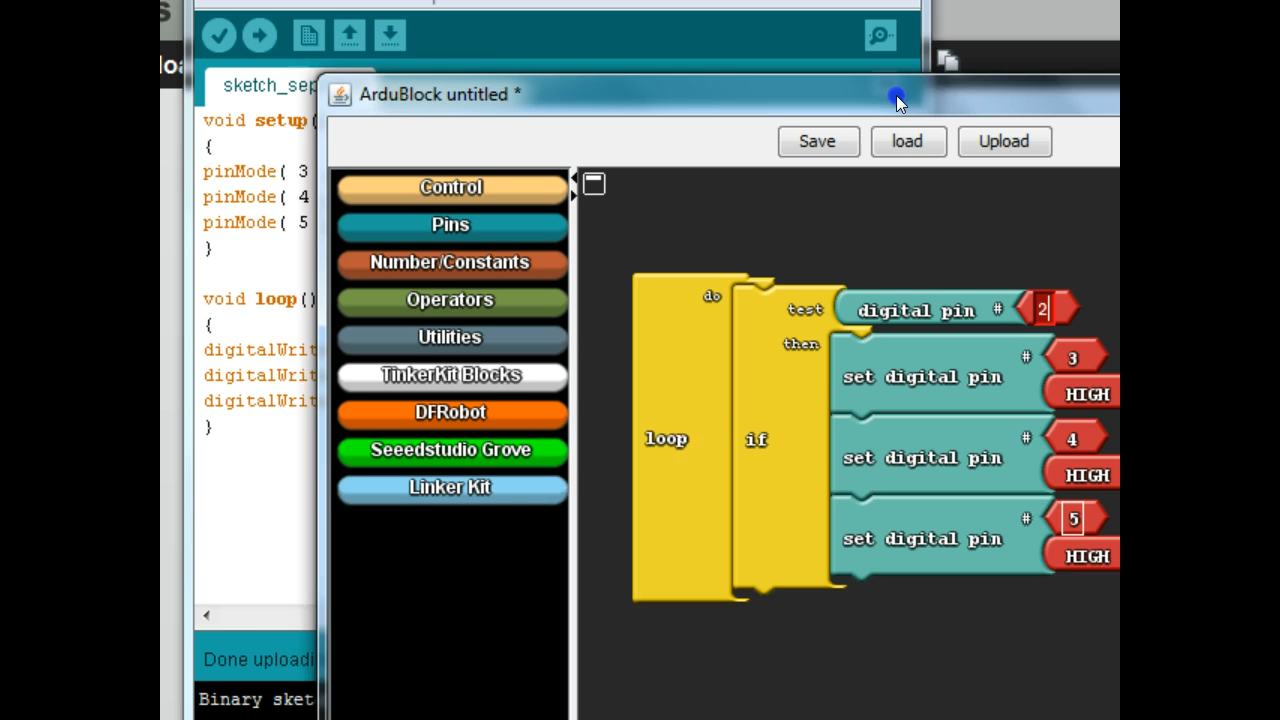 loa
sketch_sep
void setup(
{
pinMode( 3
pinMode( 4
pinMode( 5
}
void loop()
{
digitalWrit
digitalWrit
digitalWrit
}
Done uploadi
Binary sket
ArduBlock untitled *
Save load Upload
Control
Pins
Number/Constants
Operators
Utilities
TinkerKit Blocks
DFRobot
Seeedstudio Grove
Linker Kit
loop
do
if
test
then
digital pin # 2
set digital pin # 3
HIGH
set digital pin # 4
HIGH
set digital pin # 5
HIGH